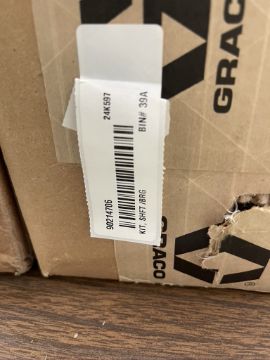 24K597
BIN# 39A
90214706
KIT, SHFT /BRG
GRACO
GRACO
®